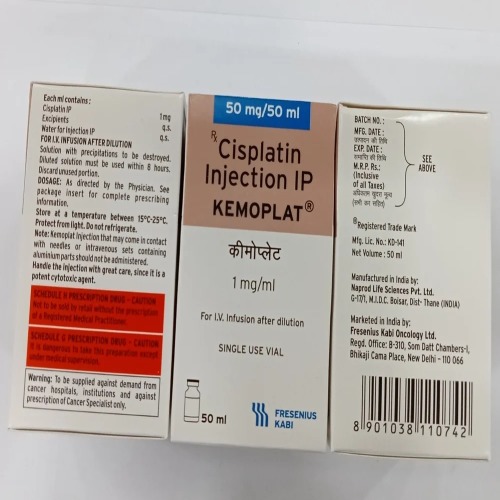 Each ml contains :
Cisplatin IP 1 mg
Excipients q.s.
Water for Injection IP q.s.
FOR I.V. INFUSION AFTER DILUTION
Solution with precipitations to be destroyed.
Diluted solution must be used within 8 hours.
Discard unused portion.
DOSAGE: As directed by the Physician. See
package insert for complete prescribing
information.
Store at a temperature between 15°C-25°C.
Protect from light. Do not refrigerate.
Note: Kemoplat Injection that may come in contact
with needles or intravenous sets containing
aluminium parts should not be administered.
Handle the injection with great care, since it is a
potent cytotoxic agent.
SCHEDULE H PRESCRIPTION DRUG - CAUTION
Not to be sold by retail without the prescription
of a Registered Medical Practitioner.
SCHEDULE G PRESCRIPTION DRUG - CAUTION
It is dangerous to take this preparation except
under medical supervision.
Warning: To be supplied against demand from
cancer hospitals, institutions and against
prescription of Cancer Specialist only.
50 mg/50 ml
Rx Cisplatin
Injection IP
KEMOPLAT®
कीमोप्लेट
1 mg/ml
For I.V. Infusion after dilution
SINGLE USE VIAL
50 ml
FRESENIUS
KABI
BATCH NO. :
MFG. DATE :
उत्पादन की तिथि
EXP. DATE :
समाप्ति की तिथि
M.R.P. Rs.:
(Inclusive
of all Taxes)
अधिकतम खुदरा मूल्य
(सभी कर सहित)
SEE
ABOVE
®Registered Trade Mark
Mfg. Lic. No.: KD-141
Net Volume : 50 ml
Manufactured in India by:
Naprod Life Sciences Pvt. Ltd.
G-17/1, M.I.D.C. Boisar, Dist- Thane (INDIA)
Marketed in India by:
Fresenius Kabi Oncology Ltd.
Regd. Office: B-310, Som Datt Chambers-I,
Bhikaji Cama Place, New Delhi - 110 066
8 901038 110742